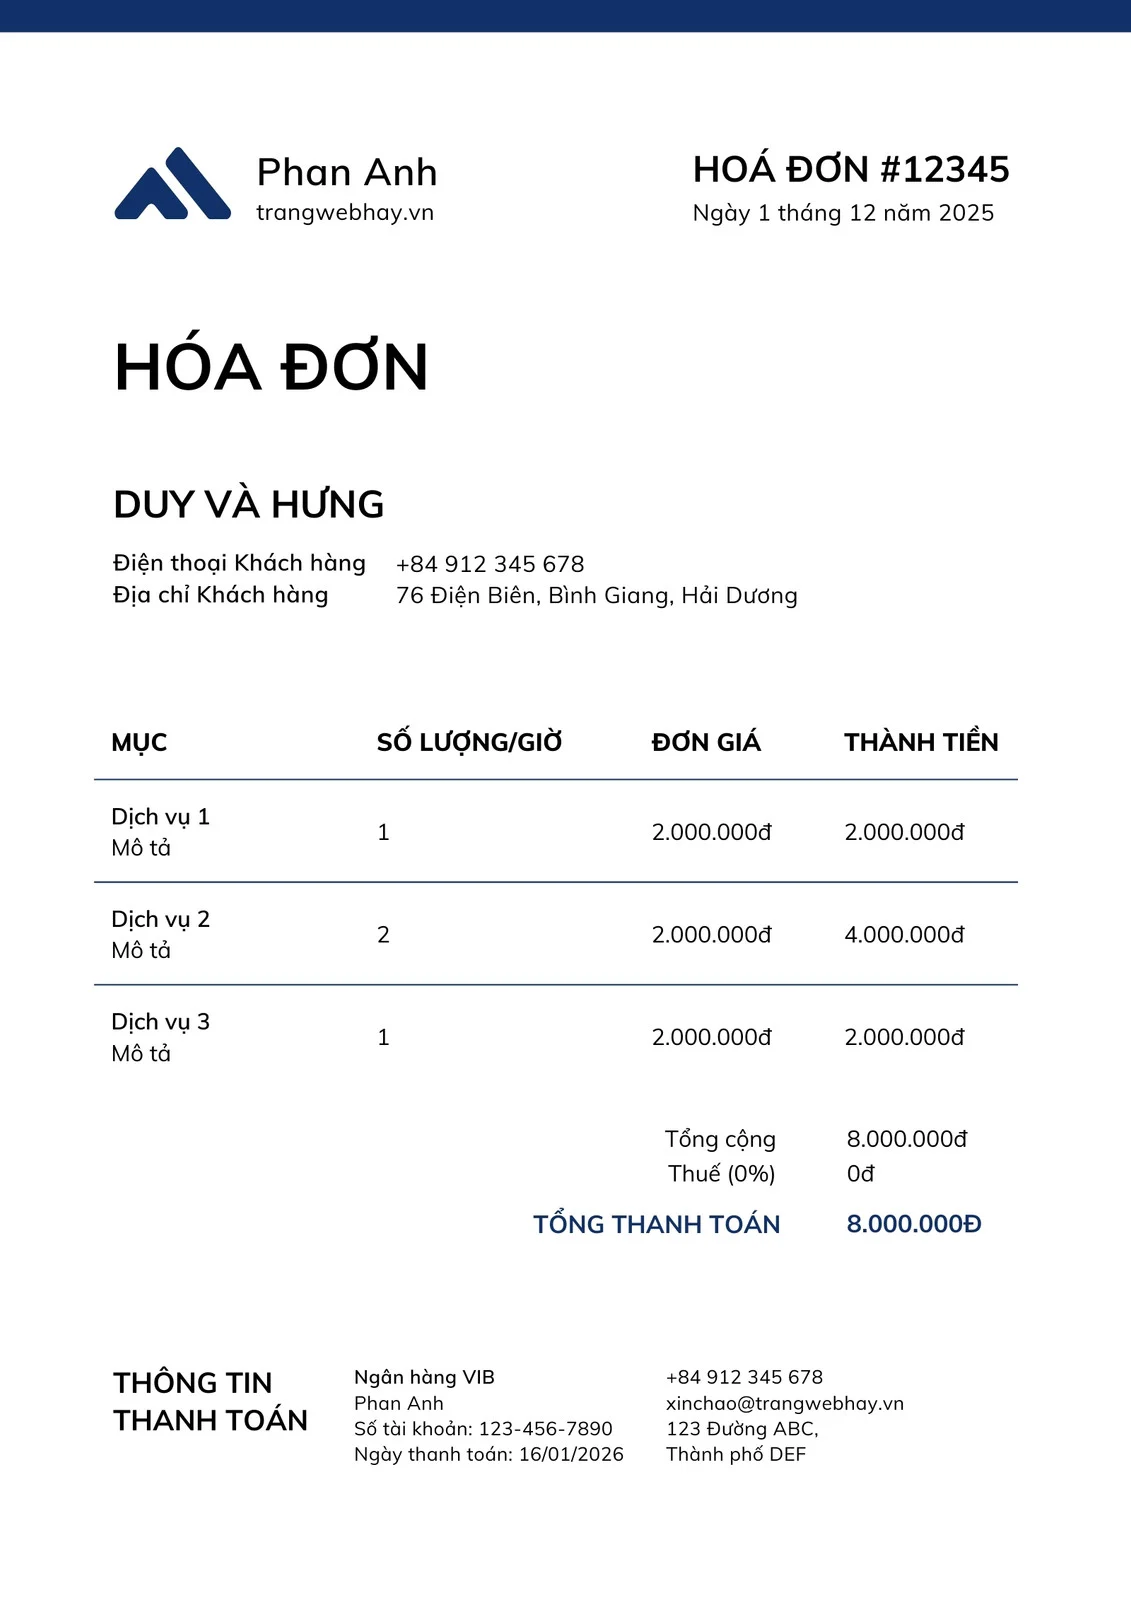 Phan Anh
trangwebhay.vn
HOÁ ĐƠN #12345
Ngày 1 tháng 12 năm 2025
HÓA ĐƠN
DUY VÀ HƯNG
Điện thoại Khách hàng +84 912 345 678
Địa chỉ Khách hàng 76 Điện Biên, Bình Giang, Hải Dương
MỤC SỐ LƯỢNG/GIỜ ĐƠN GIÁ THÀNH TIỀN
Dịch vụ 1
Mô tả
1 2.000.000đ 2.000.000đ
Dịch vụ 2
Mô tả
2 2.000.000đ 4.000.000đ
Dịch vụ 3
Mô tả
1 2.000.000đ 2.000.000đ
Tổng cộng 8.000.000đ
Thuế (0%) 0đ
TỔNG THANH TOÁN 8.000.000Đ
THÔNG TIN
THANH TOÁN
Ngân hàng VIB
Phan Anh
Số tài khoản: 123-456-7890
Ngày thanh toán: 16/01/2026
+84 912 345 678
xinchao@trangwebhay.vn
123 Đường ABC,
Thành phố DEF